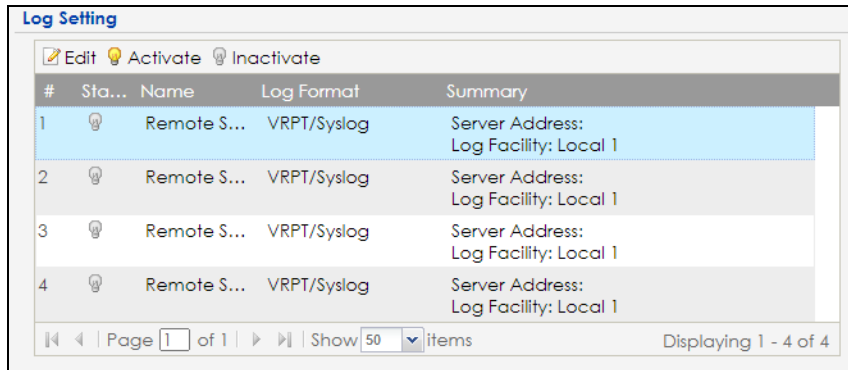 Log Setting
Edit Activate Inactivate
# Sta... Name Log Format Summary
1 Remote S... VRPT/Syslog Server Address:
Log Facility: Local 1
2 Remote S... VRPT/Syslog Server Address:
Log Facility: Local 1
3 Remote S... VRPT/Syslog Server Address:
Log Facility: Local 1
4 Remote S... VRPT/Syslog Server Address:
Log Facility: Local 1
Page 1 of 1 Show 50 items Displaying 1 - 4 of 4